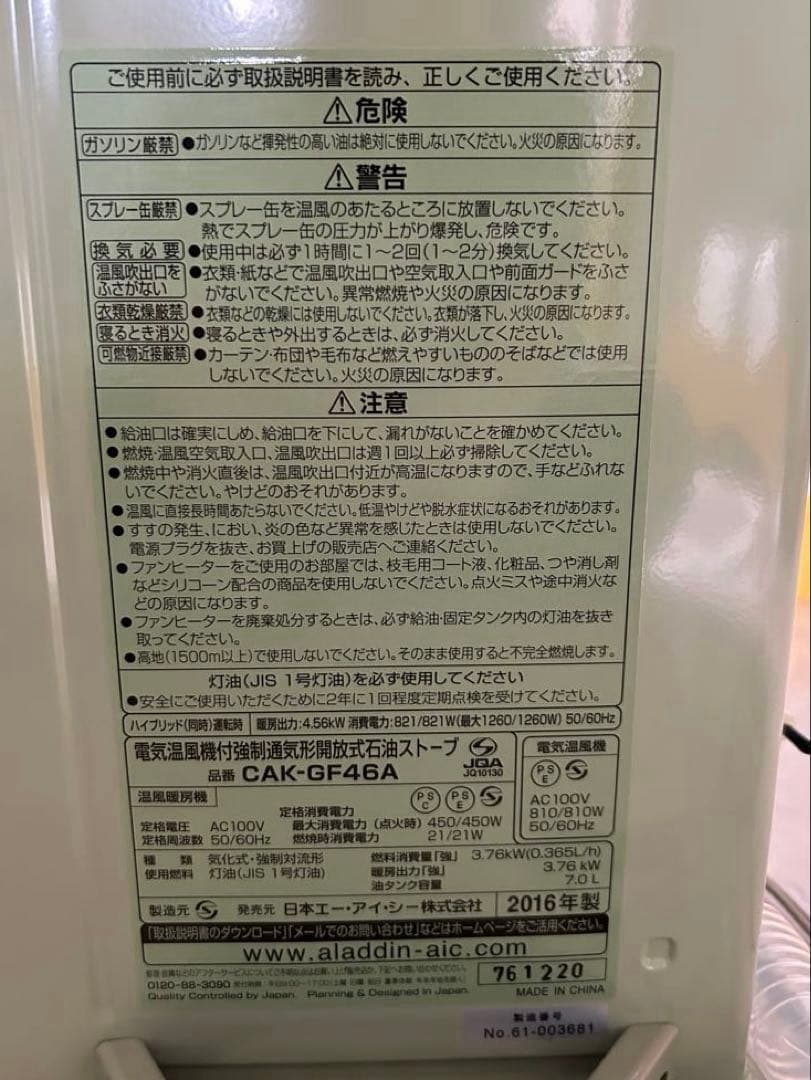 ご使用前に必ず取扱説明書を読み、正しくご使用ください。
⚠危険
ガソリン厳禁 ●ガソリンなど揮発性の高い油は絶対に使用しないでください。火災の原因になります。
⚠警告
スプレー缶厳禁 ●スプレー缶を温風のあたるところに放置しないでください。
熱でスプレー缶の圧力が上がり爆発し、危険です。
換気必要 ●使用中は必ず1時間に1〜2回(1〜2分)換気してください。
温風吹出口をふさがない ●衣類・紙などで温風吹出口や空気取入口や前面ガードをふさ
がないでください。異常燃焼や火災の原因になります。
衣類乾燥厳禁 ●衣類などの乾燥には使用しないでください。衣類が落下し、火災の原因になります。
寝るとき消火 ●寝るときや外出するときは、必ず消火してください。
可燃物近接厳禁 ●カーテン・布団や毛布など燃えやすいもののそばなどでは使用
しないでください。火災の原因になります。
⚠注意
●給油口は確実にしめ、給油口を下にして、漏れがないことを確かめてください。
●燃焼・温風空気取入口、温風吹出口は週1回以上必ず掃除してください。
●燃焼中や消火直後は、温風吹出口付近が高温になりますので、手などふれな
いでください。やけどのおそれがあります。
●温風に直接長時間あたらないでください。低温やけどや脱水症状になるおそれがあります。
●すすの発生、におい、炎の色など異常を感じたときは使用しないでください。
電源プラグを抜き、お買上げの販売店へご連絡ください。
●ファンヒーターをご使用のお部屋では、枝毛用コート液、化粧品、つや消し剤
などシリコーン配合の商品を使用しないでください。点火ミスや途中消火な
どの原因になります。
●ファンヒーターを廃棄処分するときは、必ず給油・固定タンク内の灯油を抜き
取ってください。
●高地(1500m以上)で使用しないでください。そのまま使用すると不完全燃焼します。
灯油(JIS 1号灯油)を必ず使用してください
●安全にご使用いただくために2年に1回程度定期点検を受けてください。
ハイブリッド(同時)運転時 暖房出力:4.56kW 消費電力:821/821W(最大1260/1260W) 50/60Hz
電気温風機付強制通気形開放式石油ストーブ
品番 CAK-GF46A
JQA
JQ10130
電気温風機
PSE
AC100V
810/810W
50/60Hz
温風暖房機
PSC PSE
定格消費電力
定格電圧 AC100V 最大消費電力(点火時) 450/450W
定格周波数 50/60Hz 燃焼時消費電力 21/21W
種類 気化式・強制対流形 燃料消費量「強」 3.76kW(0.365L/h)
使用燃料 灯油(JIS 1号灯油) 暖房出力「強」 3.76 kW
油タンク容量 7.0 L
製造元 発売元 日本エー・アイ・シー株式会社 2016年製
「取扱説明書のダウンロード」「メールでのお問い合わせ」などはホームページをご活用ください。
www.aladdin-aic.com
0120-88-3090
761220
Quality Controlled by Japan. Planning & Designed in Japan. MADE IN CHINA
製造番号
No.61-003681